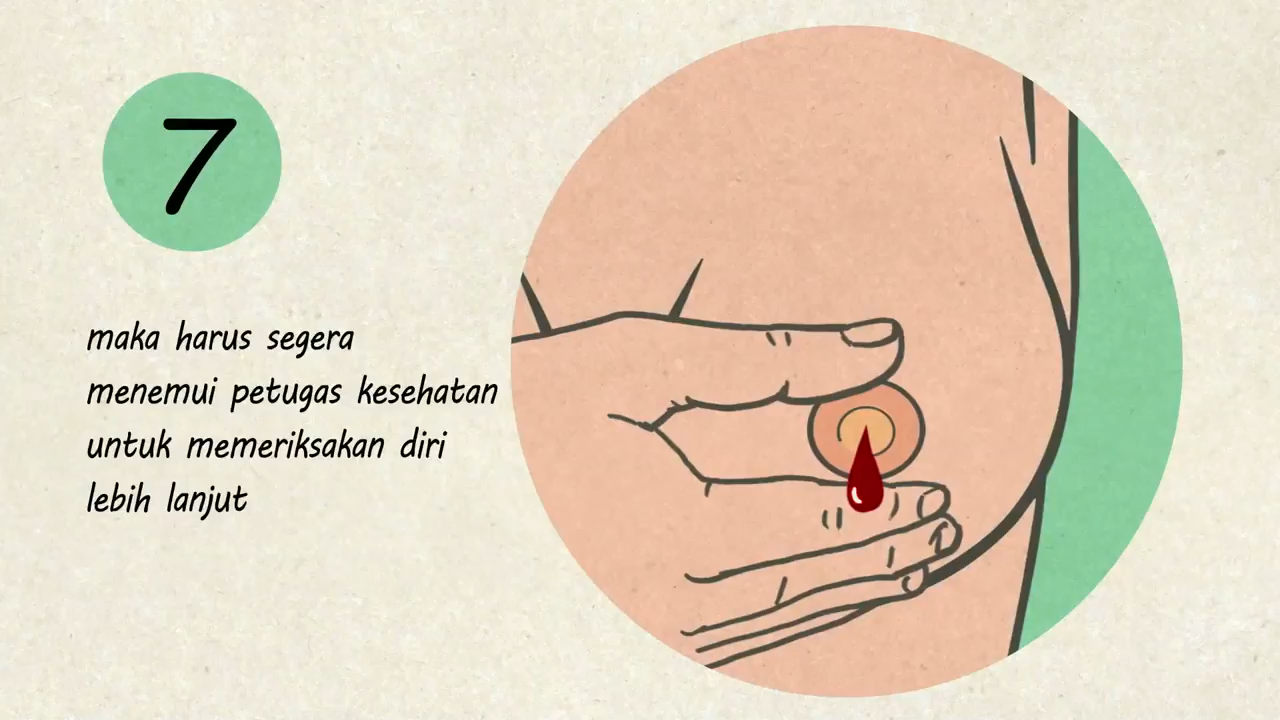 7
maka harus segera
menemui petugas kesehatan
untuk memeriksakan diri
lebih lanjut